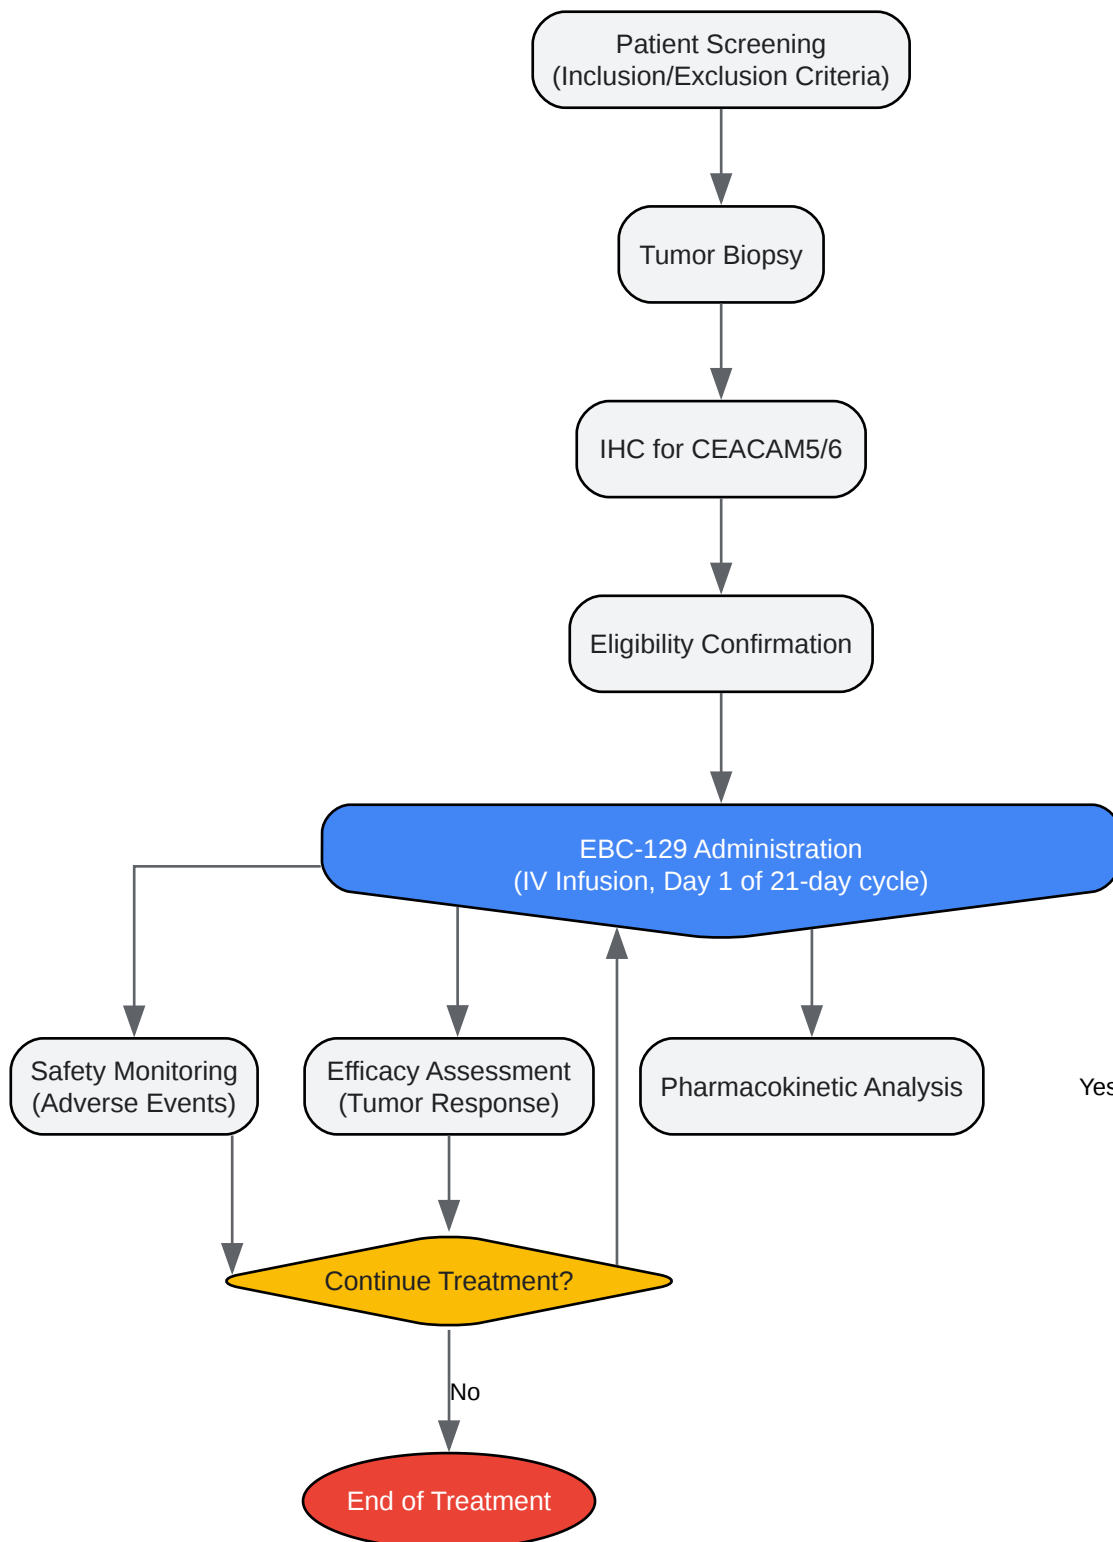 Patient Screening
(Inclusion/Exclusion Criteria)
Tumor Biopsy
IHC for CEACAM5/6
Eligibility Confirmation
EBC-129 Administration
(IV Infusion, Day 1 of 21-day cycle)
Safety Monitoring
(Adverse Events)
Efficacy Assessment
(Tumor Response)
Pharmacokinetic Analysis
Yes
Continue Treatment?
No
End of Treatment